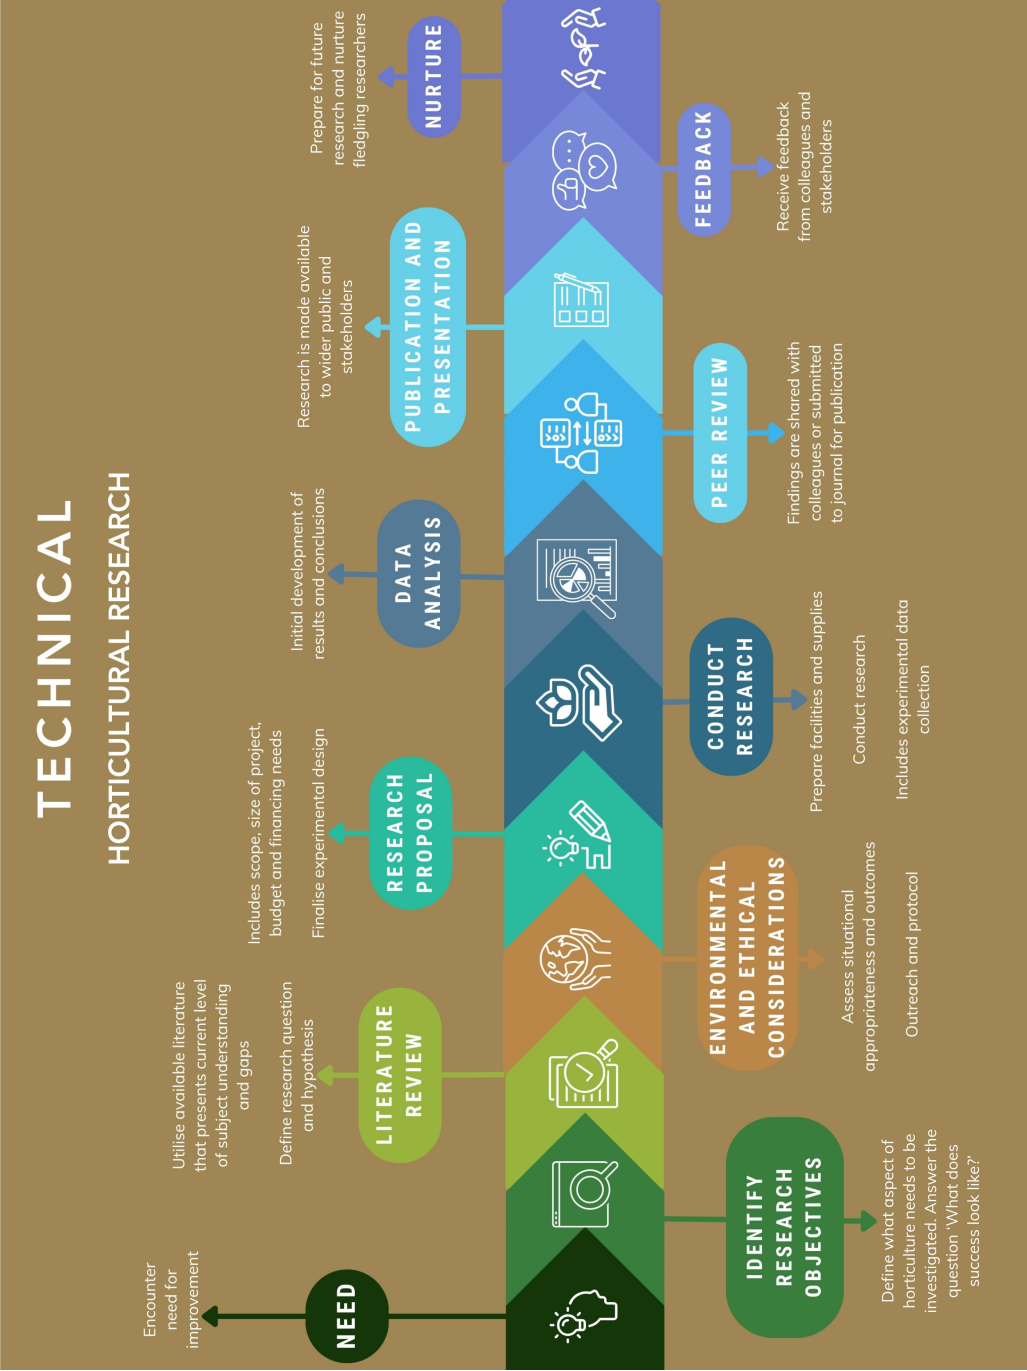 TECHNICAL
HORTICULTURAL RESEARCH
Encounter
need for
improvement
NEED
IDENTIFY
RESEARCH
OBJECTIVES
Define what aspect of
horticulture needs to be
investigated. Answer the
question 'What does
success look like?'
Utilise available literature
that presents current level
of subject understanding
and gaps
Define research question
and hypothesis
LITERATURE
REVIEW
ENVIRONMENTAL
AND ETHICAL
CONSIDERATIONS
Assess situational
appropriateness and outcomes
Outreach and protocol
Includes scope, size of project,
budget and financing needs
Finalise experimental design
RESEARCH
PROPOSAL
CONDUCT
RESEARCH
Prepare facilities and supplies
Conduct research
Includes experimental data
collection
Initial development of
results and conclusions
DATA
ANALYSIS
PEER REVIEW
Findings are shared with
colleagues or submitted
to journal for publication
Research is made available
to wider public and
stakeholders
PUBLICATION AND
PRESENTATION
FEEDBACK
Receive feedback
from colleagues and
stakeholders
Prepare for future
research and nurture
fledgling researchers
NURTURE